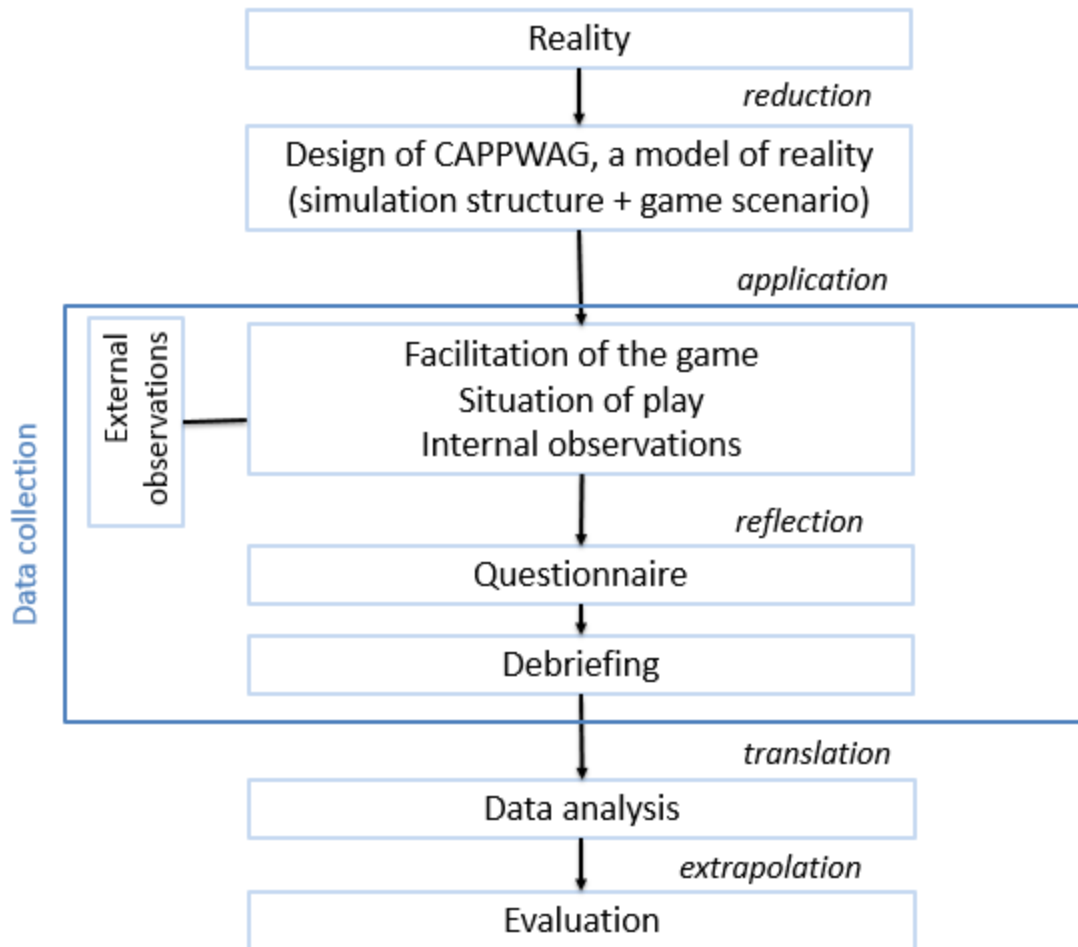 Reality
reduction
Design of CAPPWAG, a model of reality
(simulation structure + game scenario)
application
Data collection
External
observations
Facilitation of the game
Situation of play
Internal observations
reflection
Questionnaire
Debriefing
translation
Data analysis
extrapolation
Evaluation